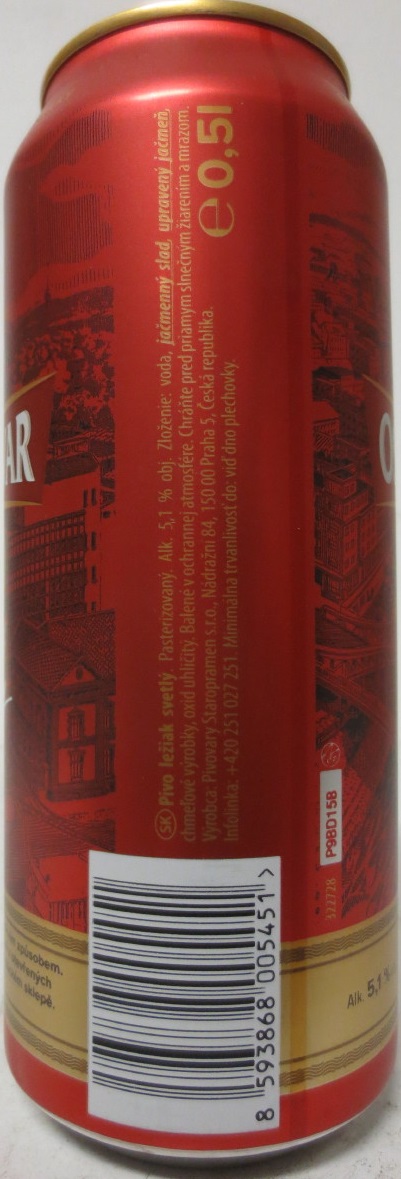 AR
O
SK Pivo ležiak svetlý. Pasterizovaný. Alk. 5,1 % obj. Zloženie: voda, jačmenný slad, upravený jačmeň,
chmeľové výrobky, oxid uhličitý. Balené v ochrannej atmosfére. Chráňte pred priamym slnečným žiarením a mrazom.
Výrobca: Pivovary Staropramen s.r.o., Nádražní 84, 150 00 Praha 5, Česká republika.
Infolinka: +420 251 027 251. Minimálna trvanlivosť do: viď dno plechovky.
e 0,5l
322728 P9BD15B
způsobem.
sklepě.
Alk. 5,1 %
8 593868 005451 >